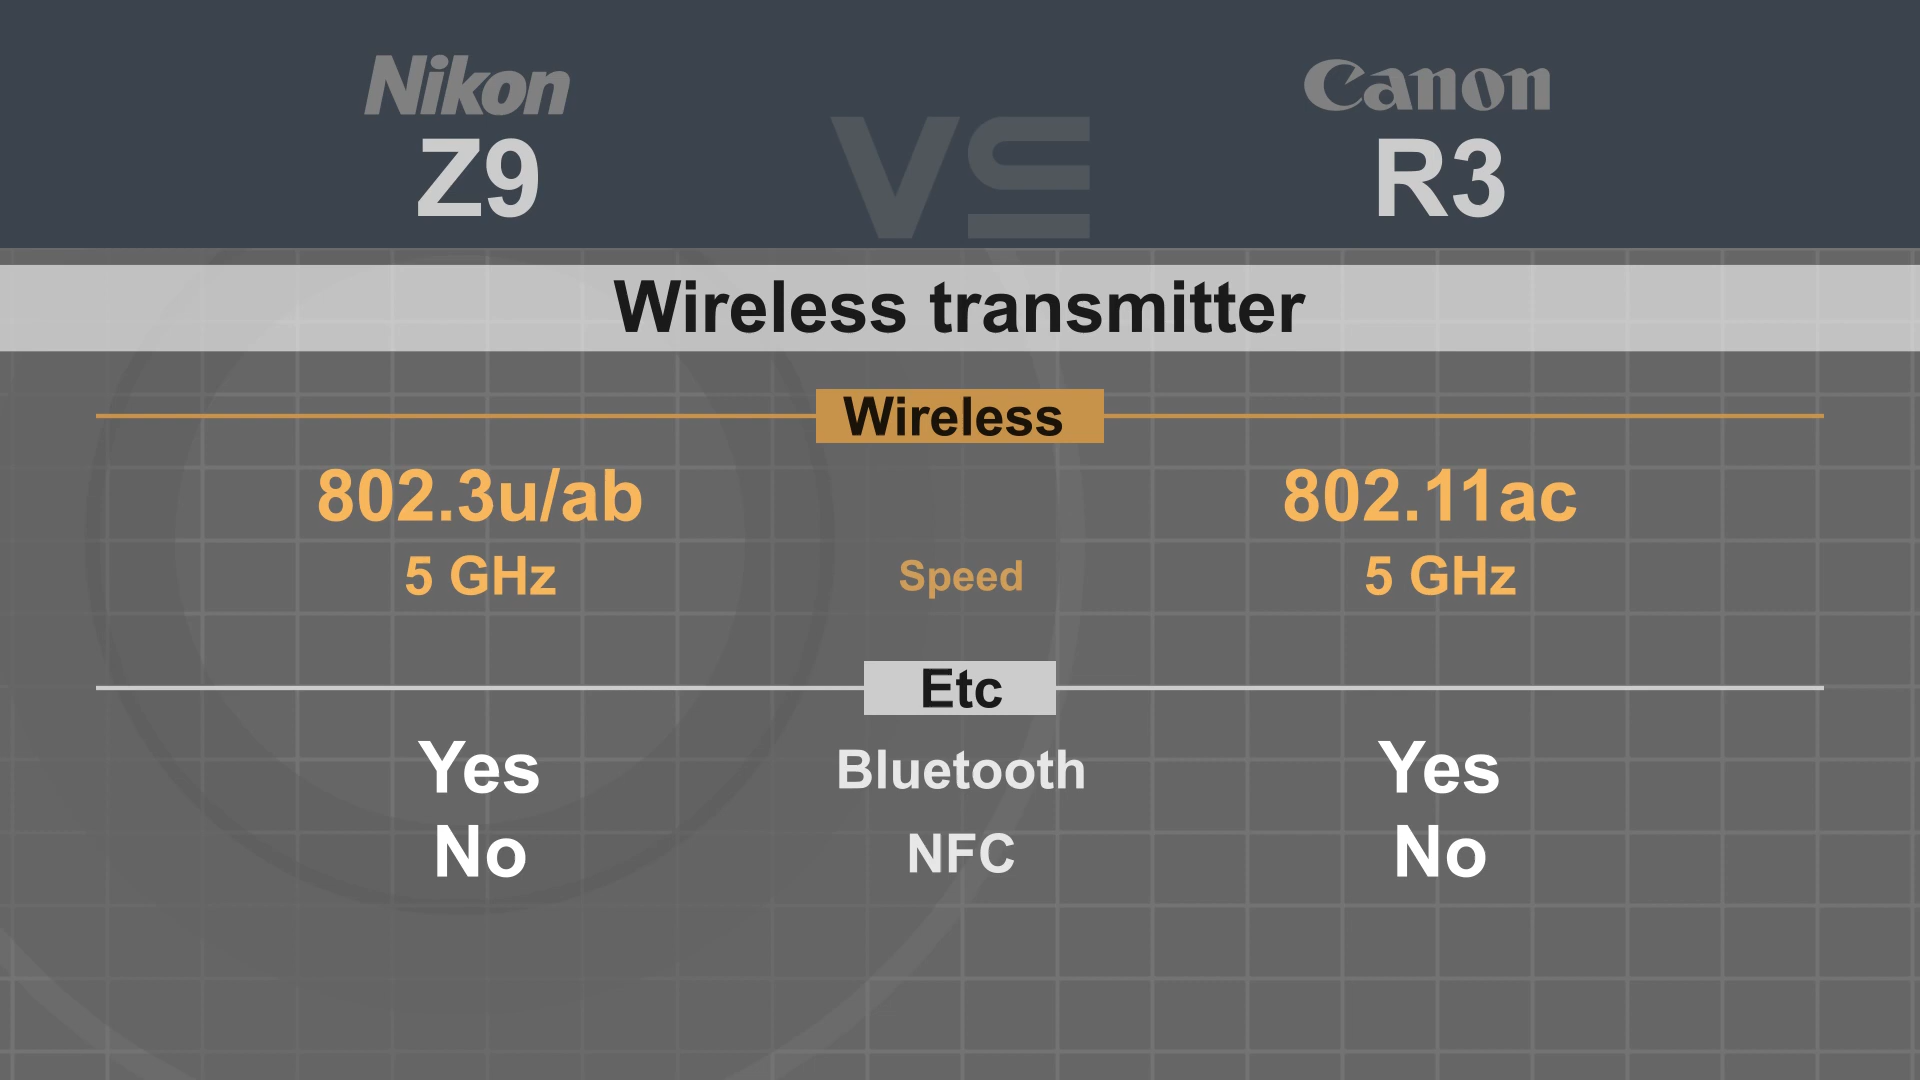 Nikon
Canon
Z9
VS
R3
Wireless transmitter
Wireless
802.3u/ab
802.11ac
5 GHz
Speed
5 GHz
Etc
Yes
Bluetooth
Yes
No
NFC
No